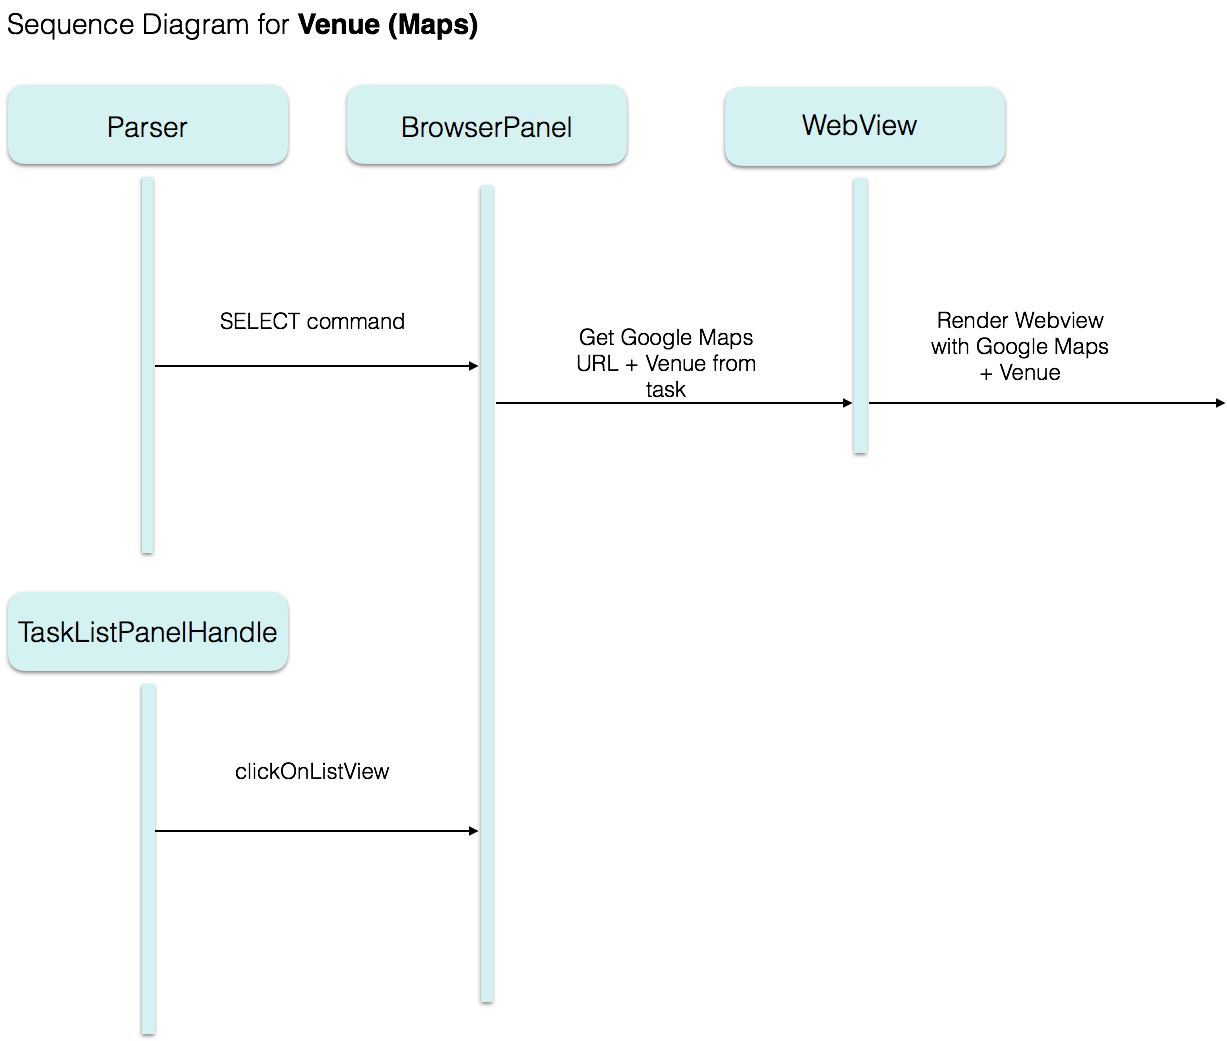 Sequence Diagram for Venue (Maps)
Parser
BrowserPanel
WebView
SELECT command
Get Google Maps
URL + Venue from
task
Render Webview
with Google Maps
+ Venue
TaskListPanelHandle
clickOnListView